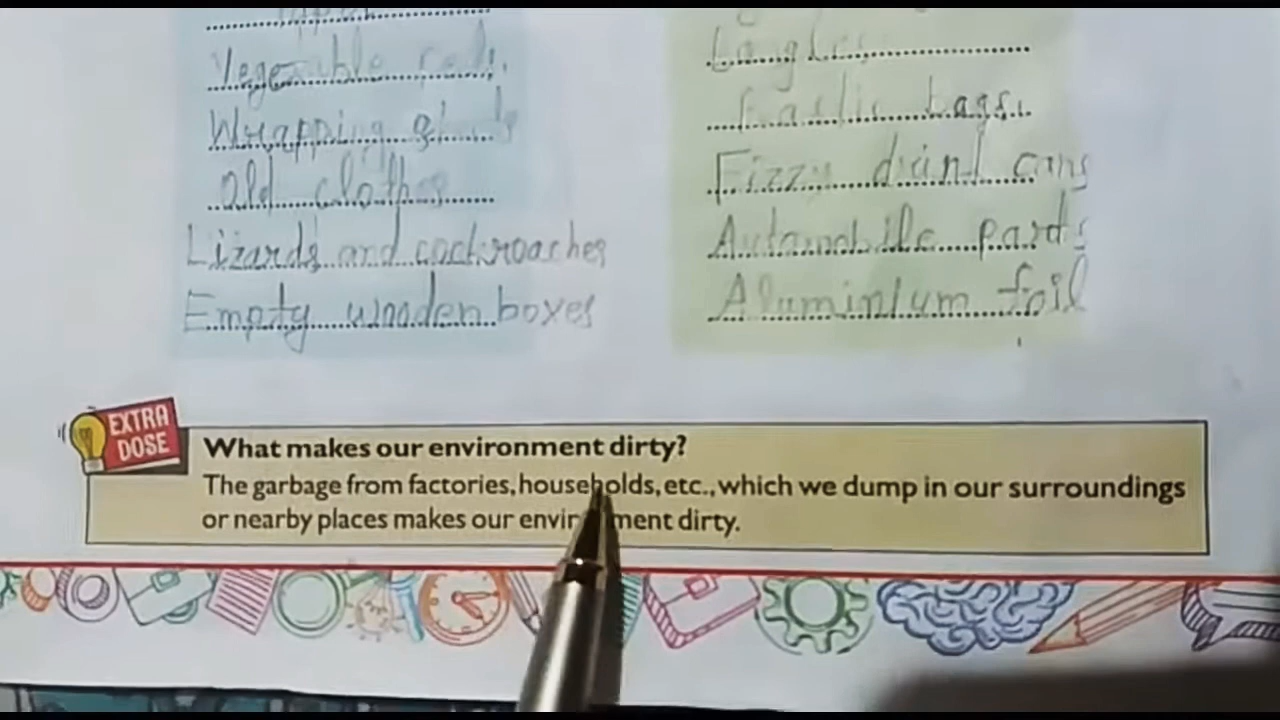 Vegetable peels.
Wrapping
Old clothes
Lizards and cockroaches
Empty wooden boxes
bags.
Fizzy drink cans
Automobile parts
Aluminium foil
EXTRA
DOSE
What makes our environment dirty?
The garbage from factories, households, etc., which we dump in our surroundings
or nearby places makes our environment dirty.